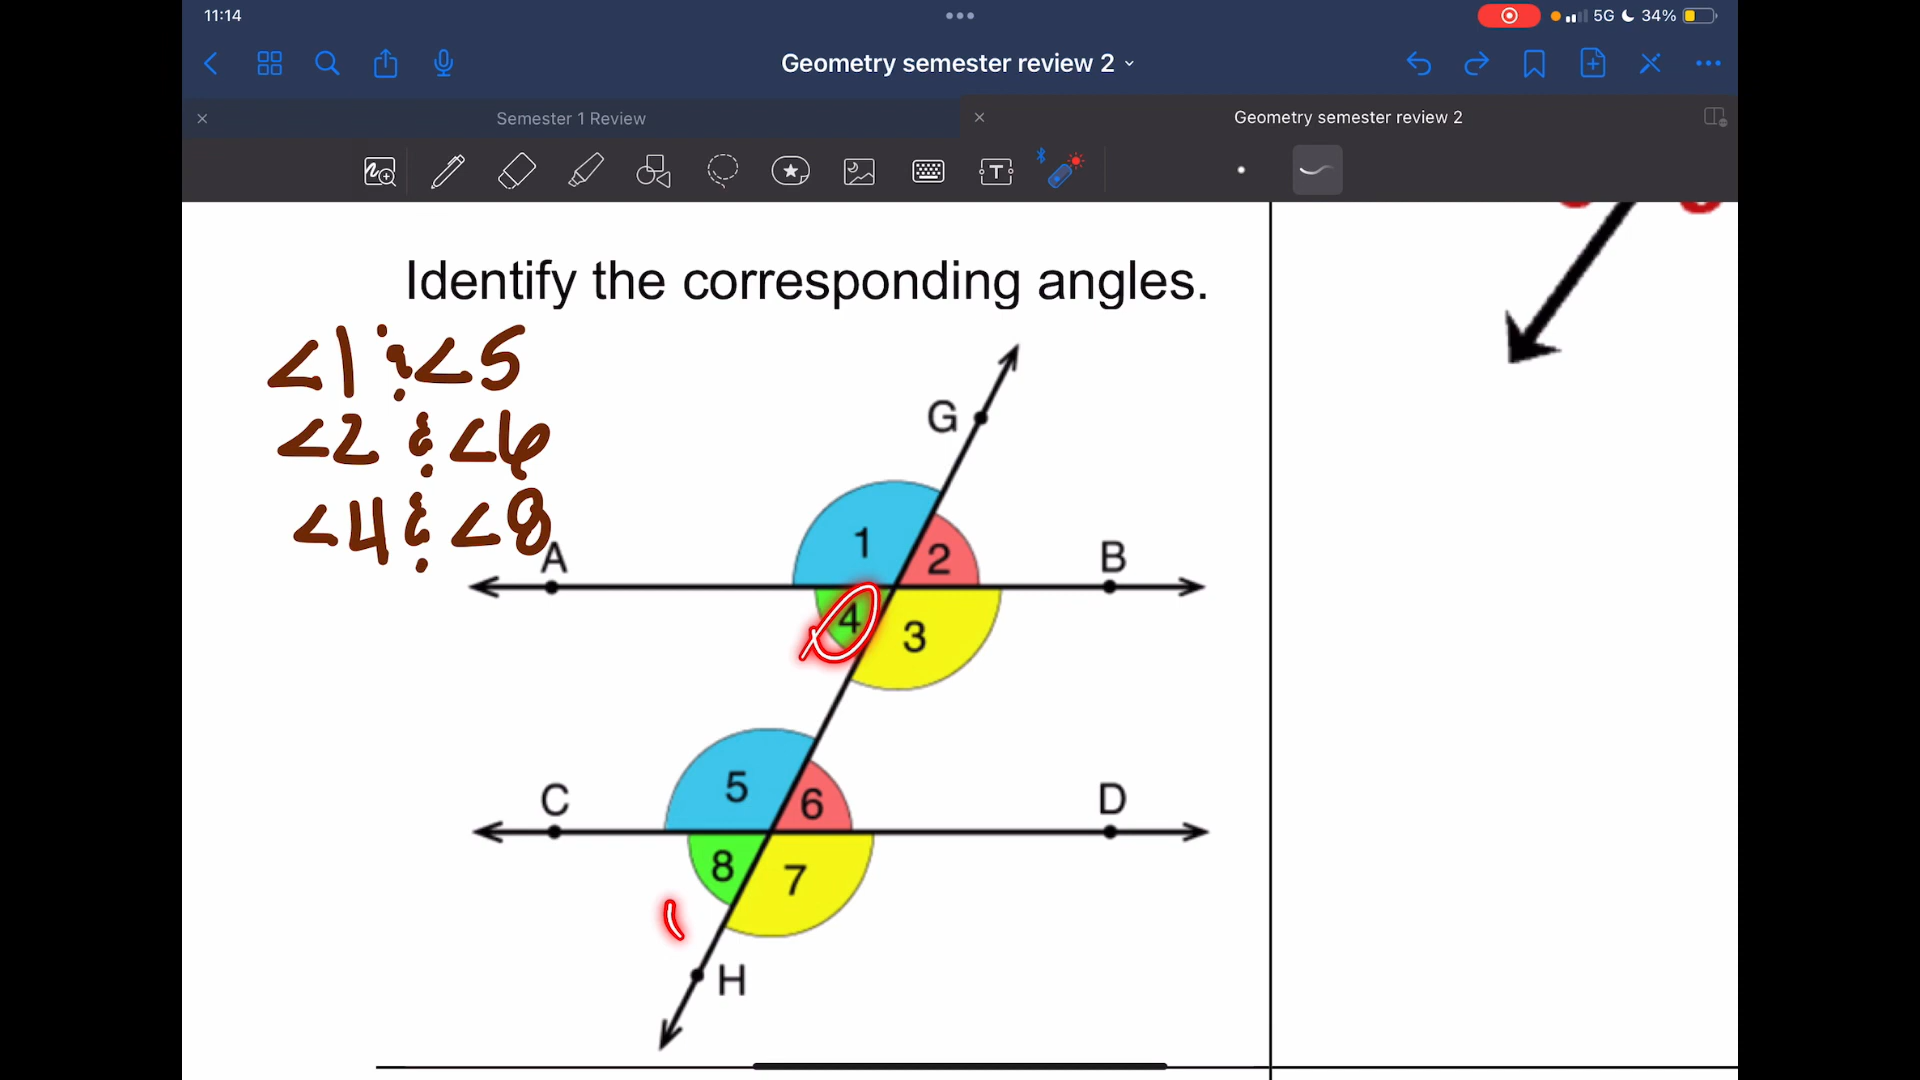 11:14
5G 34%
Geometry semester review 2
Semester 1 Review
Geometry semester review 2
T
Identify the corresponding angles.
<1 & <5
<2 & <6
<4 & <8
G
1
2
A
B
4
3
5
6
C
D
8
7
H